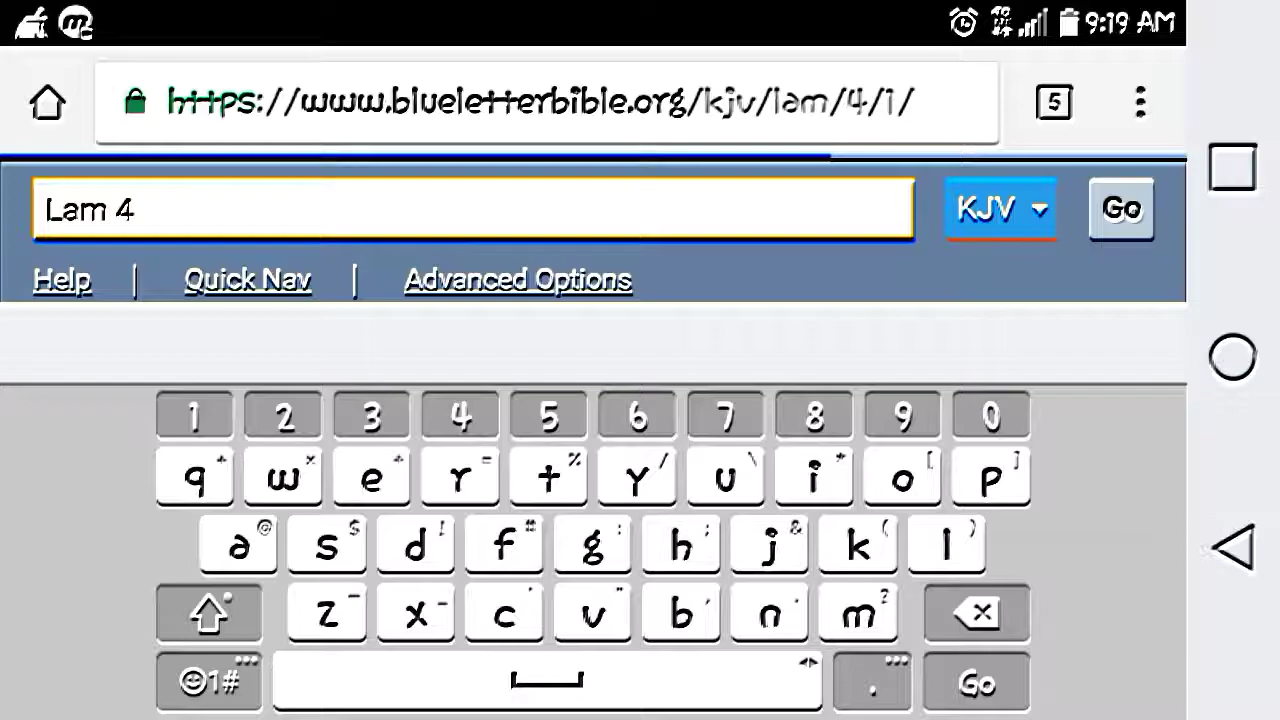 9:19 AM
https://www.blueletterbible.org/kjv/lam/4/1/
5
Lam 4
KJV
Go
Help | Quick Nav | Advanced Options
1 2 3 4 5 6 7 8 9 0
q w e r t y u i o p
a s d f g h j k l
z x c v b n m
1# . Go